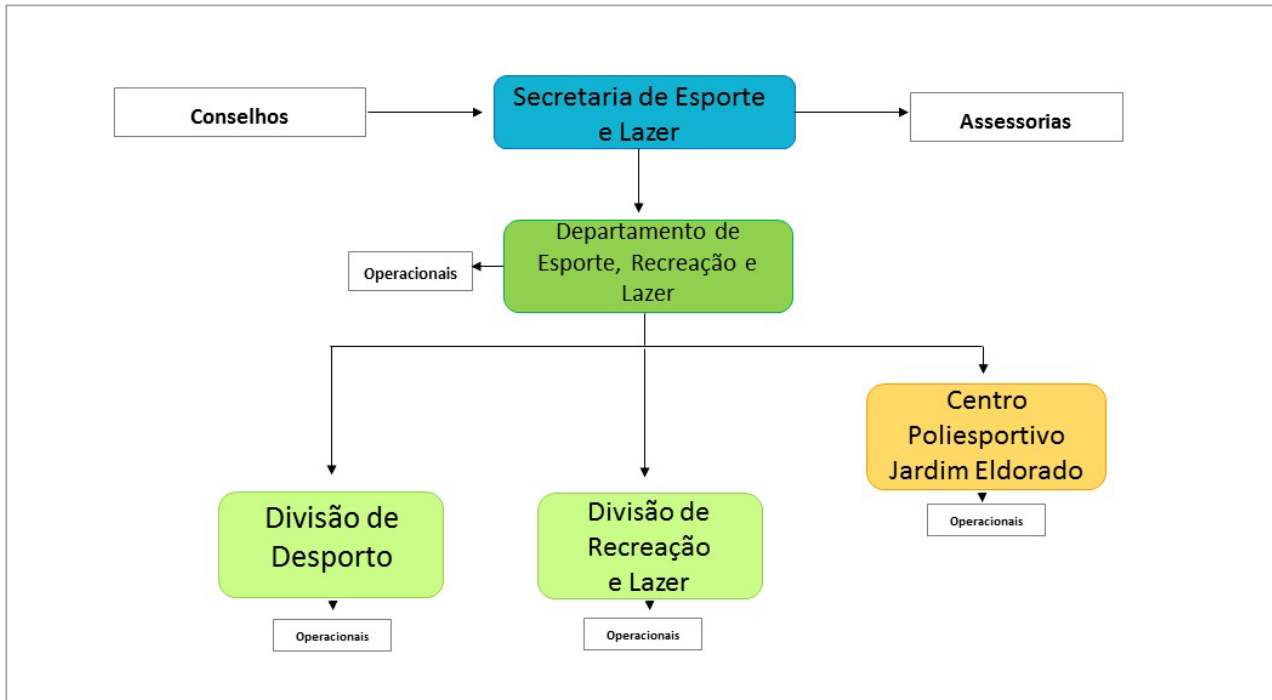 Conselhos
Secretaria de Esporte
e Lazer
Assessorias
Operacionais
Departamento de
Esporte, Recreação e
Lazer
Divisão de
Desporto
Operacionais
Divisão de
Recreação
e Lazer
Operacionais
Centro
Poliesportivo
Jardim Eldorado
Operacionais